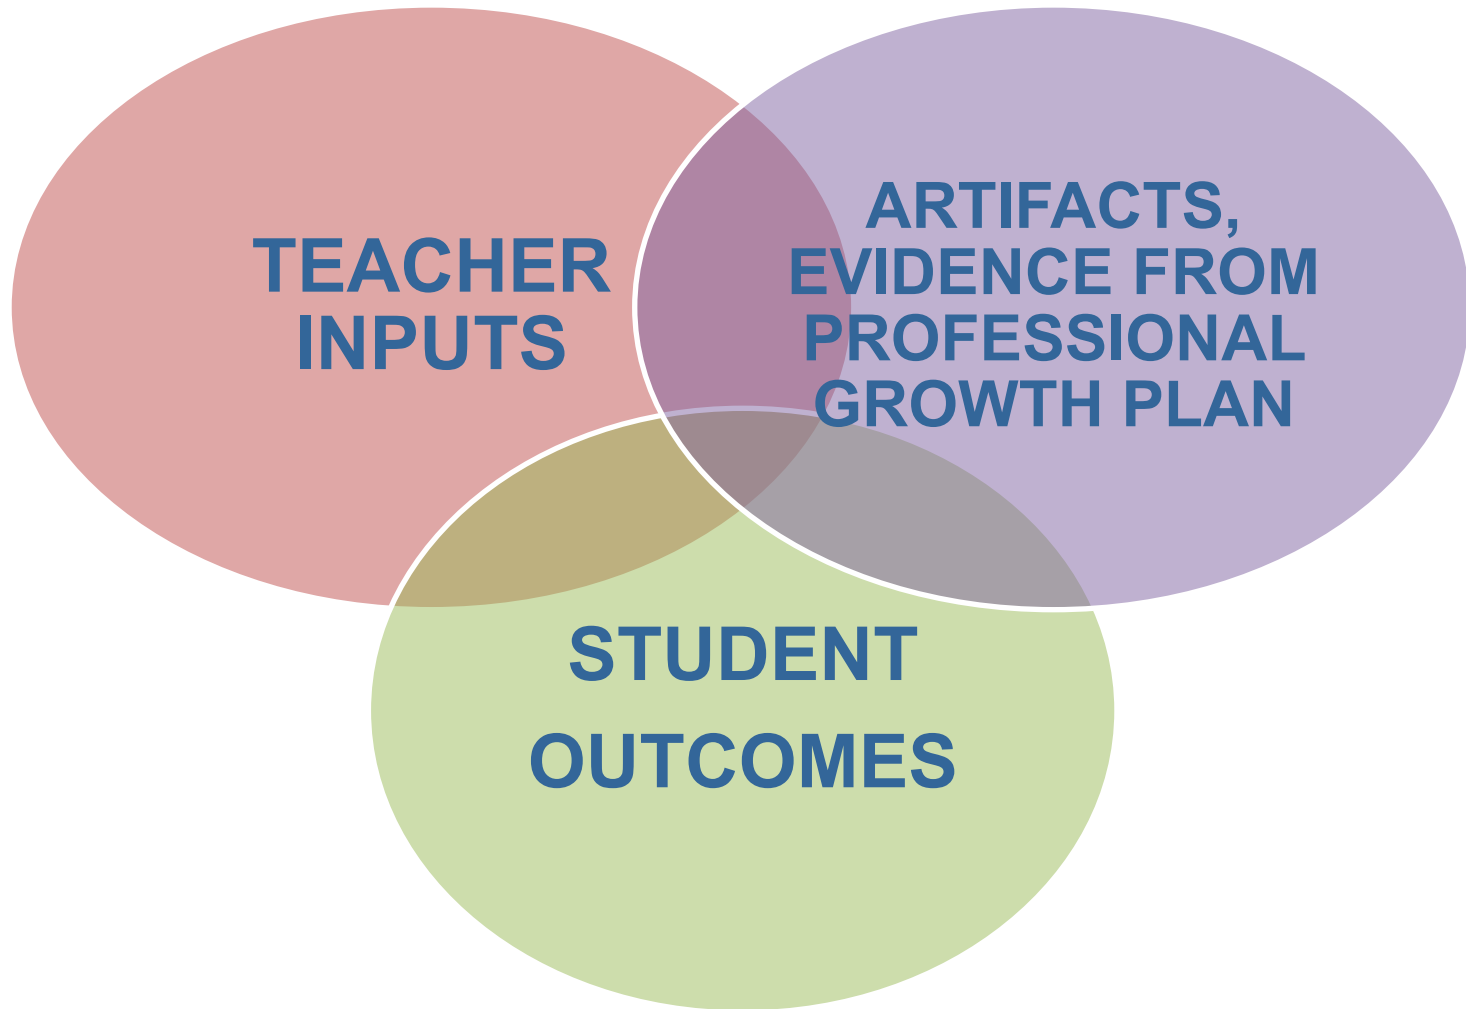 TEACHER
INPUTS
ARTIFACTS,
EVIDENCE FROM
PROFESSIONAL
GROWTH PLAN
STUDENT
OUTCOMES